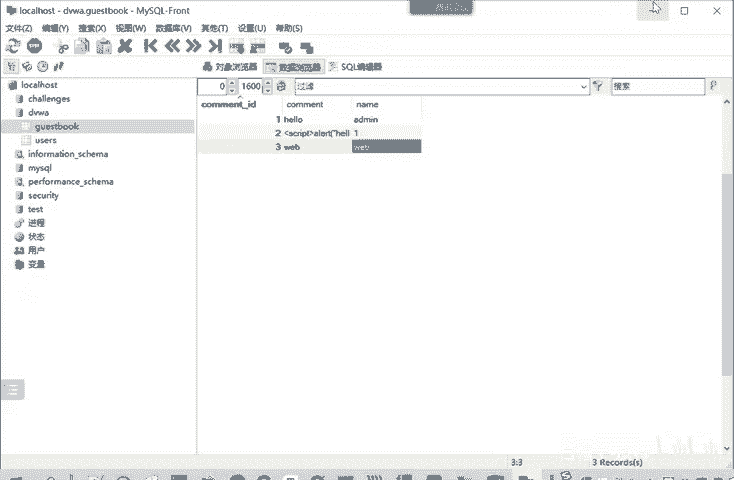 localhost - dvwa.guestbook - MySQL-Front
文件(Z) 编辑(Y) 搜索(X) 视图(W) 数据库(V) 其他(T) 设置(U) 帮助(S)
对象浏览器 数据浏览器 SQL编辑器
localhost
challenges
dvwa
guestbook
users
information_schema
mysql
performance_schema
security
test
进程
状态
用户
变量
0 1600 过滤 搜索
comment_id comment name
1 hello admin
2 <script>alert("hell 1
3 web web
3:3 3 Record(s)